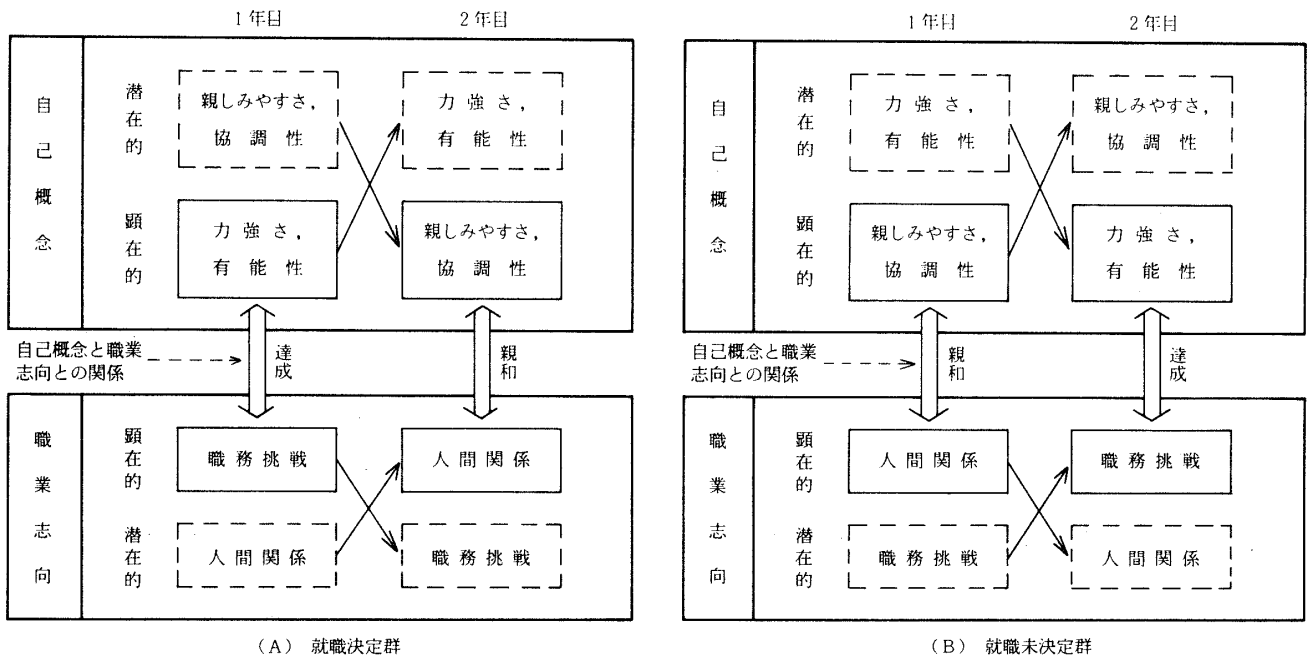 1年目
2年目
自己概念
潜在的
親しみやすさ,
協調性
力強さ,
有能性
顕在的
力強さ,
有能性
親しみやすさ,
協調性
自己概念と職業
志向との関係
達成
親和
職業志向
顕在的
職務挑戦
人間関係
潜在的
人間関係
職務挑戦
(A) 就職決定群
1年目
2年目
自己概念
潜在的
力強さ,
有能性
親しみやすさ,
協調性
顕在的
親しみやすさ,
協調性
力強さ,
有能性
自己概念と職業
志向との関係
親和
達成
職業志向
顕在的
人間関係
職務挑戦
潜在的
職務挑戦
人間関係
(B) 就職未決定群